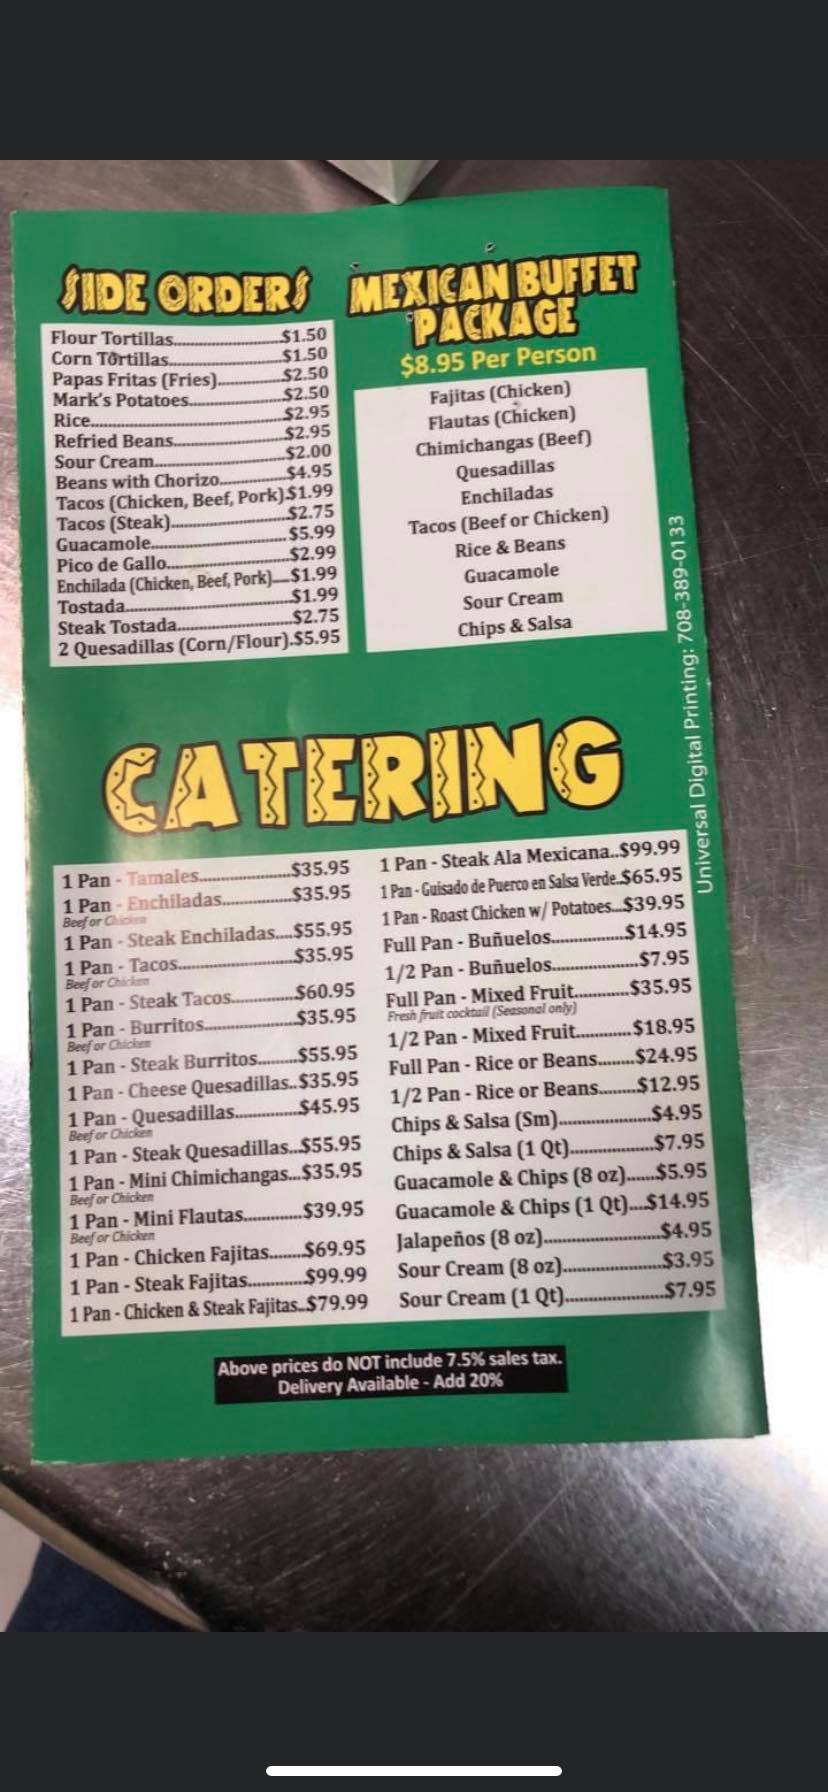 SIDE ORDERS
Flour Tortillas..........................$1.50
Corn Tortillas...........................$1.50
Papas Fritas (Fries)...............$2.50
Mark's Potatoes......................$2.50
Rice............................................$2.95
Refried Beans.........................$2.95
Sour Cream.............................$2.00
Beans with Chorizo...............$4.95
Tacos (Chicken, Beef, Pork).$1.99
Tacos (Steak)...........................$2.75
Guacamole................................$5.99
Pico de Gallo............................$2.99
Enchilada (Chicken, Beef, Pork)....$1.99
Tostada......................................$1.99
Steak Tostada..........................$2.75
2 Quesadillas (Corn/Flour).$5.95
MEXICAN BUFFET
PACKAGE
$8.95 Per Person
Fajitas (Chicken)
Flautas (Chicken)
Chimichangas (Beef)
Quesadillas
Enchiladas
Tacos (Beef or Chicken)
Rice & Beans
Guacamole
Sour Cream
Chips & Salsa
Universal Digital Printing: 708-389-0133
CATERING
1 Pan - Tamales.....................$35.95
1 Pan - Enchiladas................$35.95
Beef or Chicken
1 Pan - Steak Enchiladas....$55.95
1 Pan - Tacos..........................$35.95
Beef or Chicken
1 Pan - Steak Tacos..............$60.95
1 Pan - Burritos.....................$35.95
Beef or Chicken
1 Pan - Steak Burritos.........$55.95
1 Pan - Cheese Quesadillas..$35.95
1 Pan - Quesadillas..............$45.95
Beef or Chicken
1 Pan - Steak Quesadillas...$55.95
1 Pan - Mini Chimichangas...$35.95
Beef or Chicken
1 Pan - Mini Flautas.............$39.95
Beef or Chicken
1 Pan - Chicken Fajitas........$69.95
1 Pan - Steak Fajitas.............$99.99
1 Pan - Chicken & Steak Fajitas..$79.99
1 Pan - Steak Ala Mexicana..$99.99
1 Pan - Guisado de Puerco en Salsa Verde..$65.95
1 Pan - Roast Chicken w/ Potatoes...$39.95
Full Pan - Buñuelos.................$14.95
1/2 Pan - Buñuelos....................$7.95
Full Pan - Mixed Fruit............$35.95
Fresh fruit cocktail (Seasonal only)
1/2 Pan - Mixed Fruit............$18.95
Full Pan - Rice or Beans........$24.95
1/2 Pan - Rice or Beans........$12.95
Chips & Salsa (Sm)....................$4.95
Chips & Salsa (1 Qt)..................$7.95
Guacamole & Chips (8 oz)......$5.95
Guacamole & Chips (1 Qt)....$14.95
Jalapeños (8 oz).........................$4.95
Sour Cream (8 oz).....................$3.95
Sour Cream (1 Qt).....................$7.95
Above prices do NOT include 7.5% sales tax.
Delivery Available - Add 20%